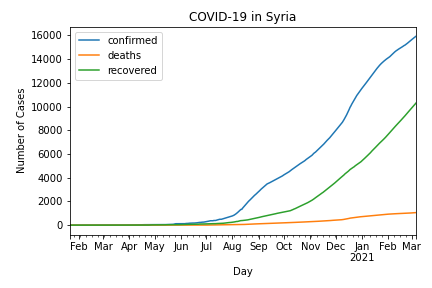 COVID-19 in Syria
confirmed
deaths
recovered
Number of Cases
16000
14000
12000
10000
8000
6000
4000
2000
0
Feb Mar Apr May Jun Jul Aug Sep Oct Nov Dec Jan Feb Mar
2021
Day